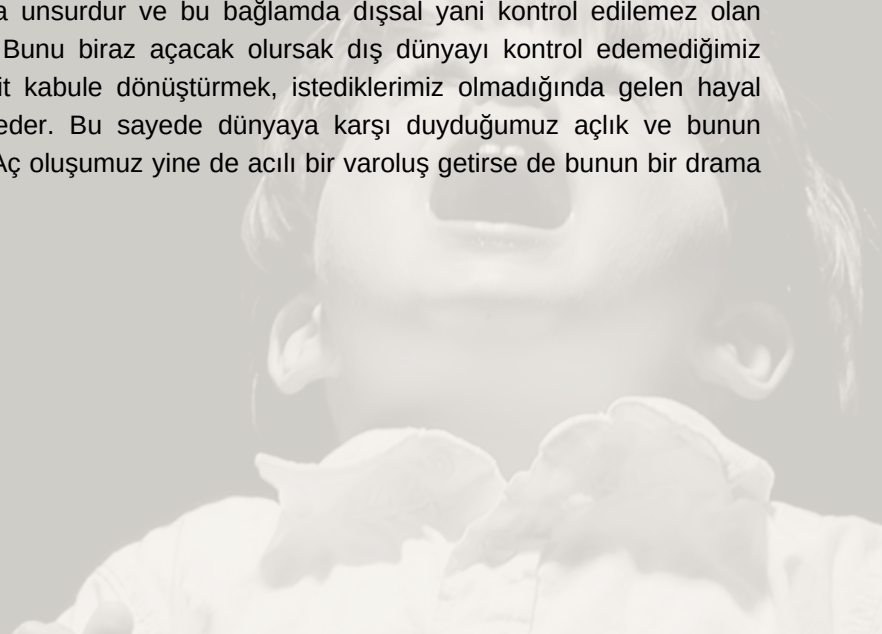 a unsurdur ve bu bağlamda dışsal yani kontrol edilemez olan
Bunu biraz açacak olursak dış dünyayı kontrol edemediğimiz
it kabule dönüştürmek, istediklerimiz olmadığında gelen hayal
eder. Bu sayede dünyaya karşı duyduğumuz açlık ve bunun
Aç oluşumuz yine de acılı bir varoluş getirse de bunun bir drama